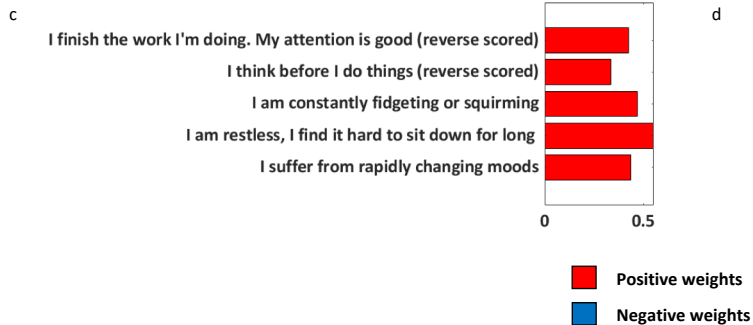 c
d
I finish the work I'm doing. My attention is good (reverse scored)
I think before I do things (reverse scored)
I am constantly fidgeting or squirming
I am restless, I find it hard to sit down for long
I suffer from rapidly changing moods
0 0.5
Positive weights
Negative weights